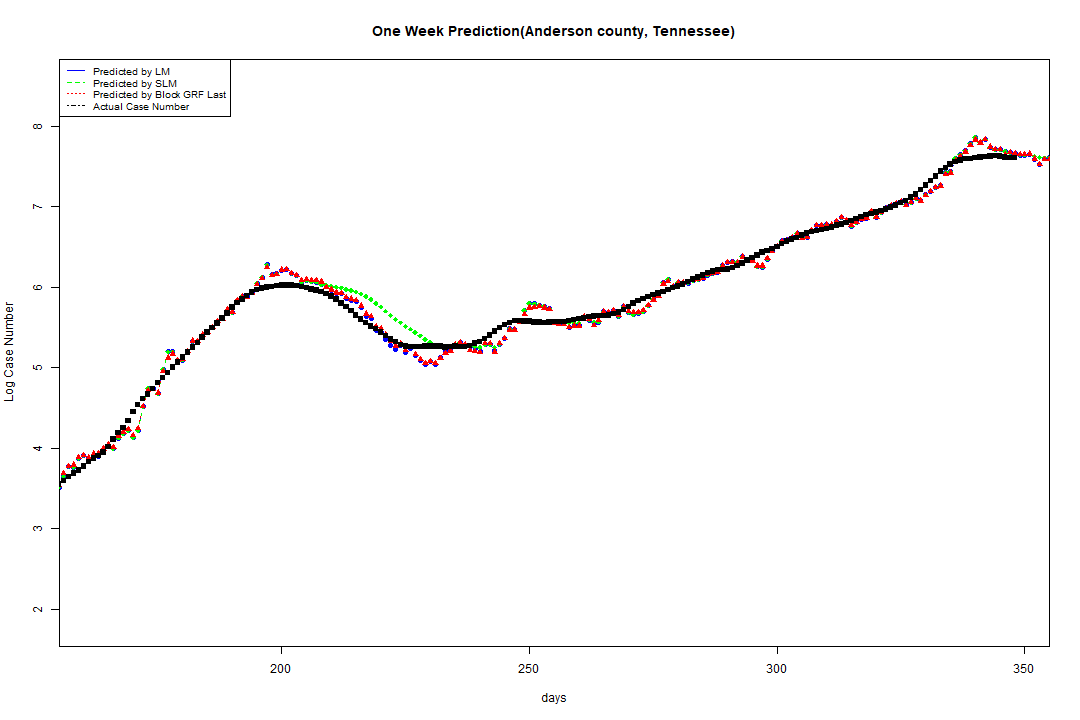 One Week Prediction(Anderson county, Tennessee)
Predicted by LM
Predicted by SLM
Predicted by Block GRF Last
Actual Case Number
8
7
6
5
4
3
2
Log Case Number
200 250 300 350
days